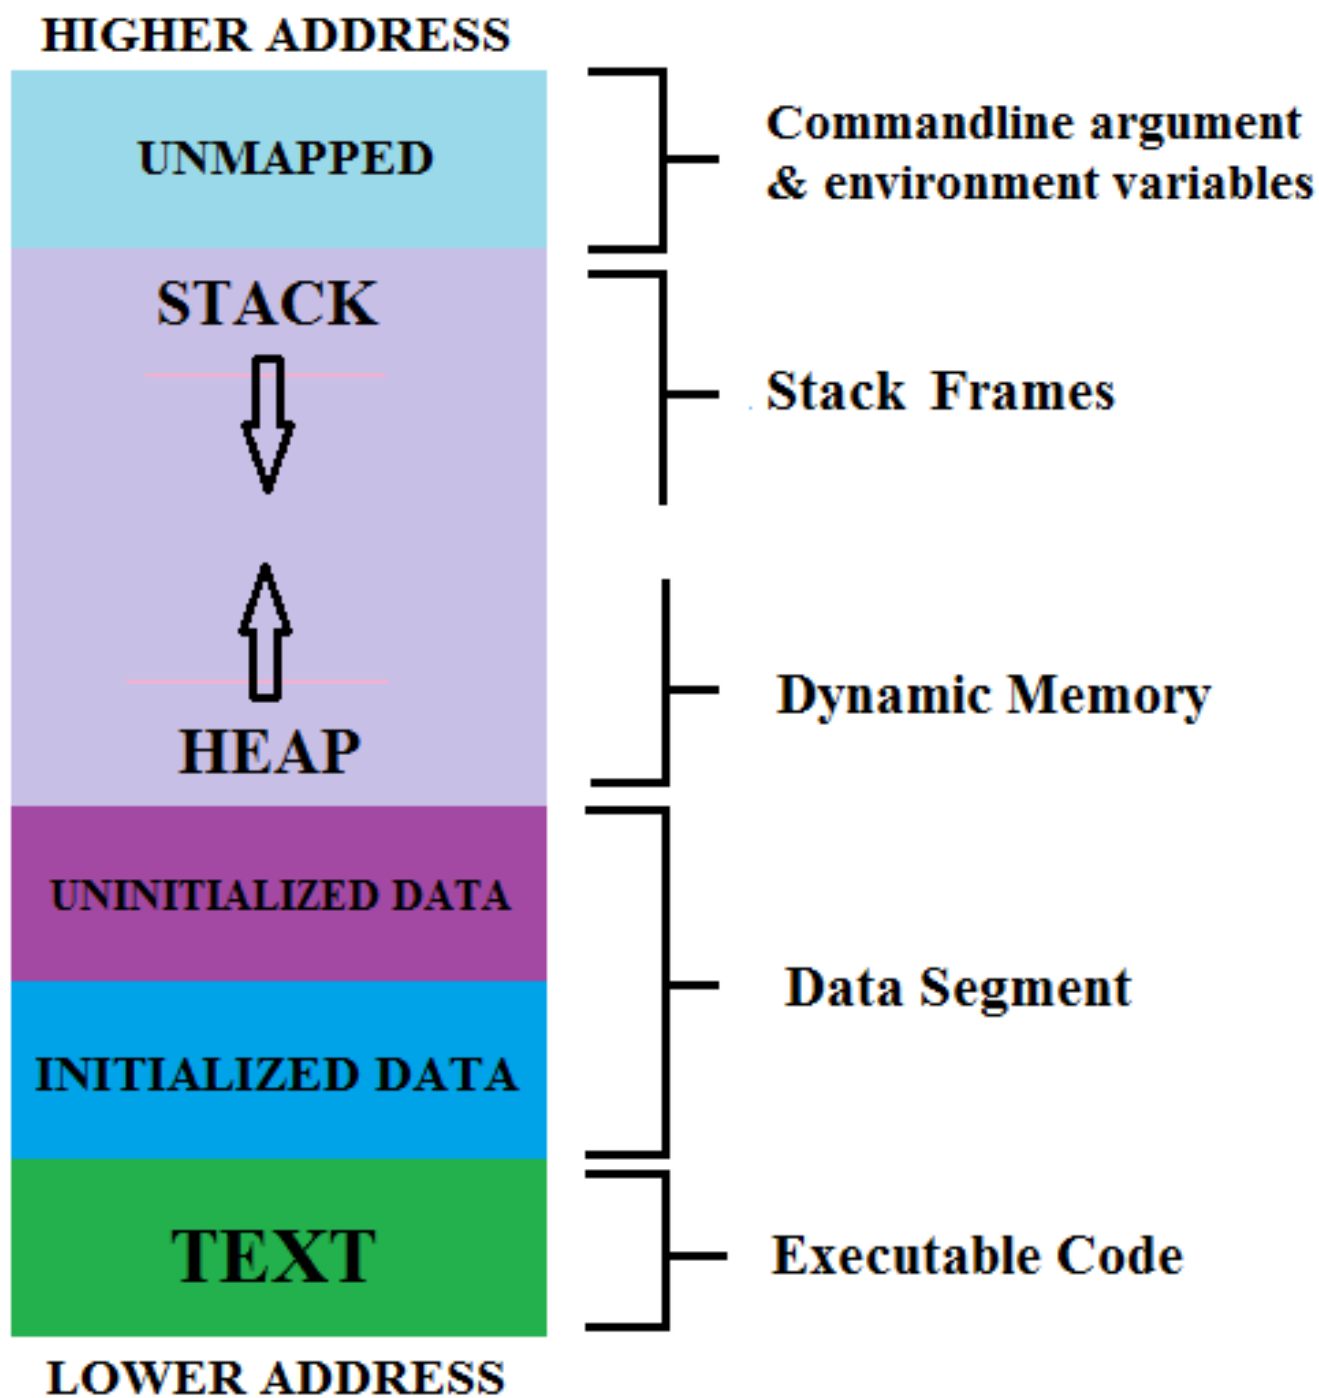 HIGHER ADDRESS
UNMAPPED
Commandline argument
& environment variables
STACK
Stack Frames
HEAP
Dynamic Memory
UNINITIALIZED DATA
INITIALIZED DATA
Data Segment
TEXT
Executable Code
LOWER ADDRESS